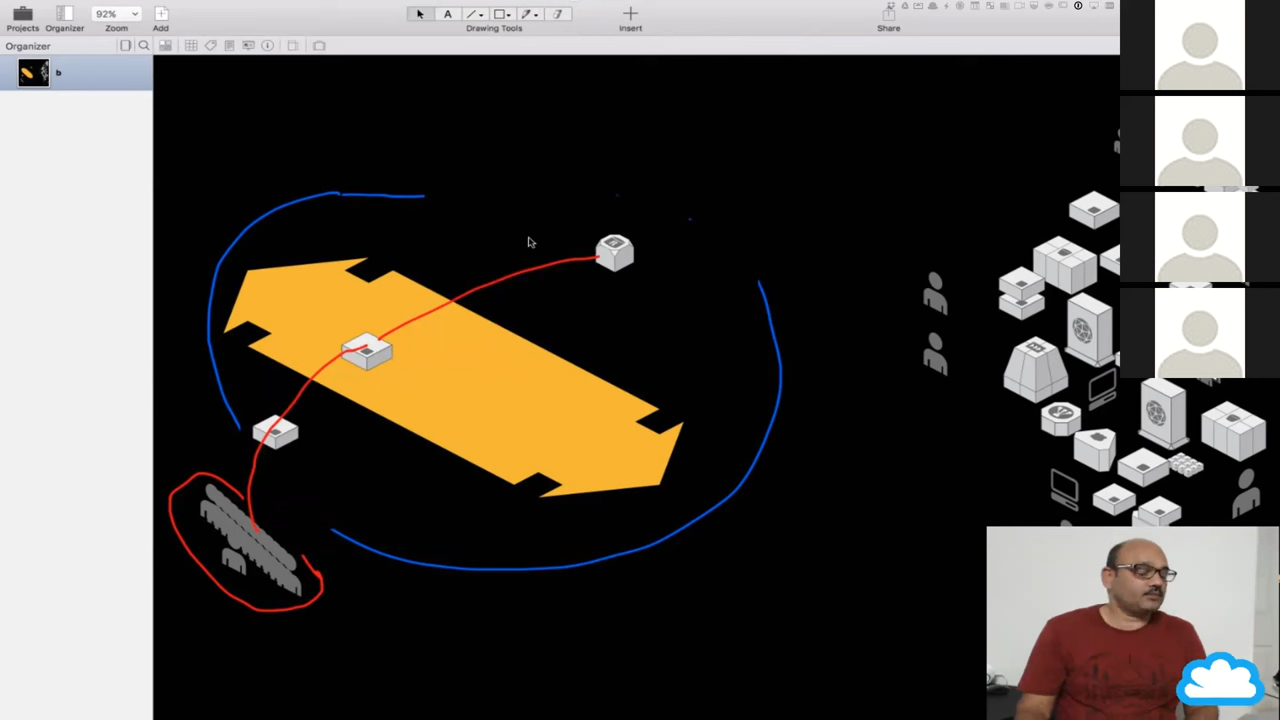 92%
Projects
Organizer
Zoom
Add
A
Drawing Tools
Insert
Share
Organizer
b